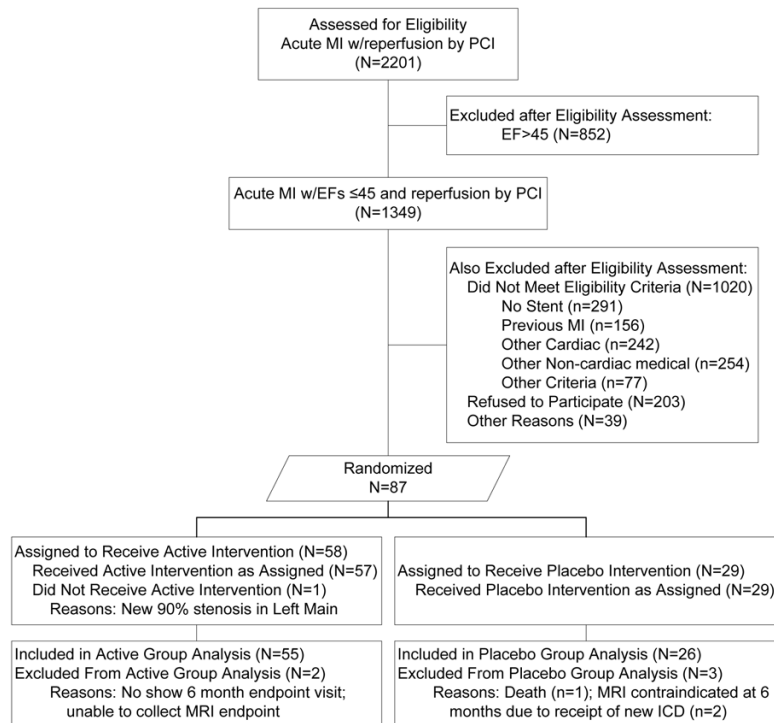 Assessed for Eligibility
Acute MI w/reperfusion by PCI
(N=2201)
Excluded after Eligibility Assessment:
EF>45 (N=852)
Acute MI w/EFs ≤45 and reperfusion by PCI
(N=1349)
Also Excluded after Eligibility Assessment:
Did Not Meet Eligibility Criteria (N=1020)
No Stent (n=291)
Previous MI (n=156)
Other Cardiac (n=242)
Other Non-cardiac medical (n=254)
Other Criteria (n=77)
Refused to Participate (N=203)
Other Reasons (N=39)
Randomized
N=87
Assigned to Receive Active Intervention (N=58)
Received Active Intervention as Assigned (N=57)
Did Not Receive Active Intervention (N=1)
Reasons: New 90% stenosis in Left Main
Assigned to Receive Placebo Intervention (N=29)
Received Placebo Intervention as Assigned (N=29)
Included in Active Group Analysis (N=55)
Excluded From Active Group Analysis (N=2)
Reasons: No show 6 month endpoint visit;
unable to collect MRI endpoint
Included in Placebo Group Analysis (N=26)
Excluded From Placebo Group Analysis (N=3)
Reasons: Death (n=1); MRI contraindicated at 6
months due to receipt of new ICD (n=2)